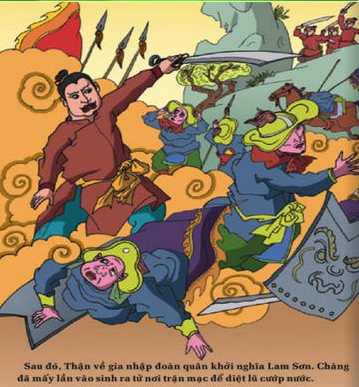 Sau đó, Thận về gia nhập đoàn quân khởi nghĩa Lam Sơn. Chàng
đã mấy lần vào sinh ra tử nơi trận mạc để diệt lũ cướp nước.